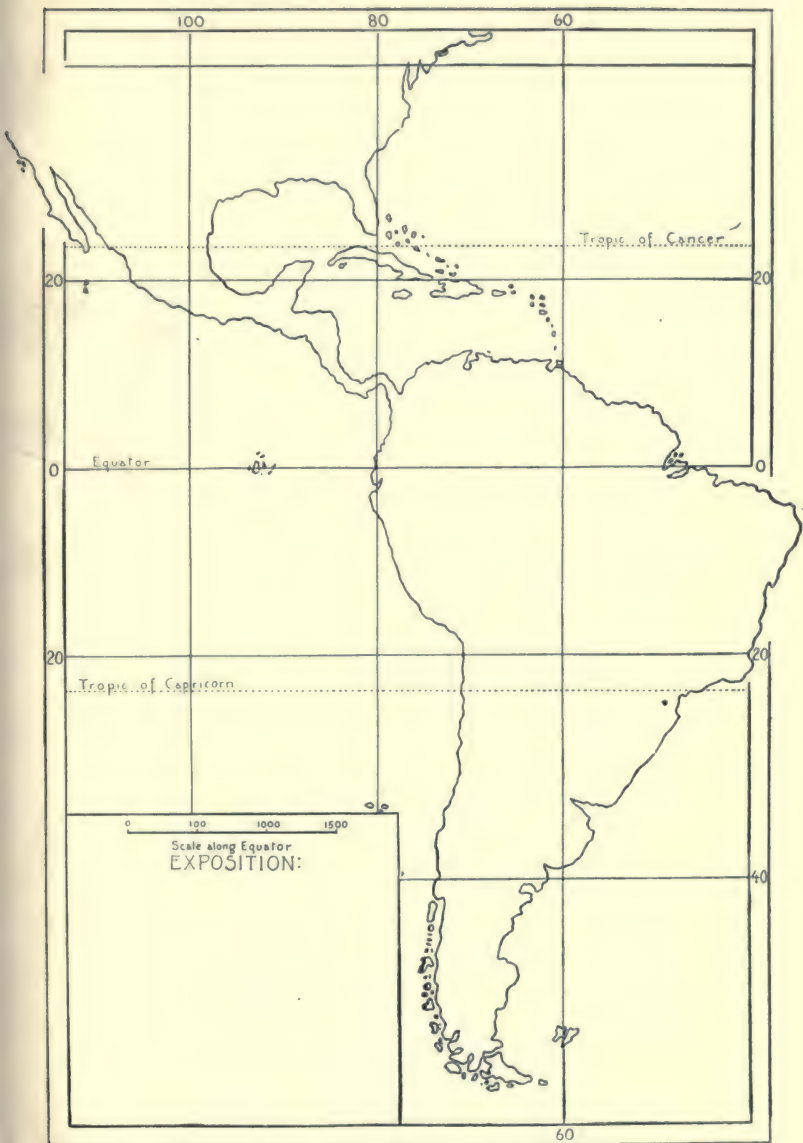 100 80 60
Tropic of Cancer
20 20
Equator
0 0
20 20
Tropic of Capricorn
0 100 1000 1500
Scale along Equator
EXPOSITION:
40
60